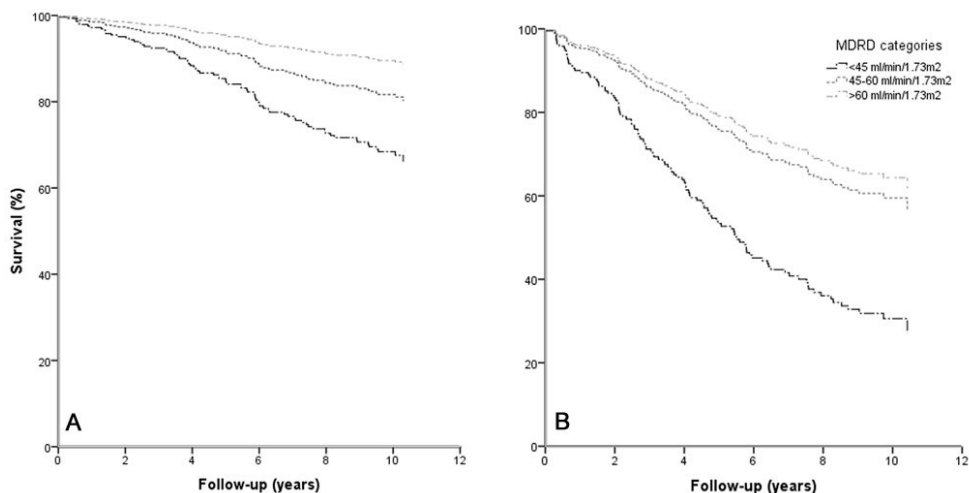 100
80
60
40
20
0
Survival (%)
A
0 2 4 6 8 10 12
Follow-up (years)
100
80
60
40
20
0
B
0 2 4 6 8 10 12
Follow-up (years)
MDRD categories
<45 ml/min/1.73m2
45-60 ml/min/1.73m2
>60 ml/min/1.73m2